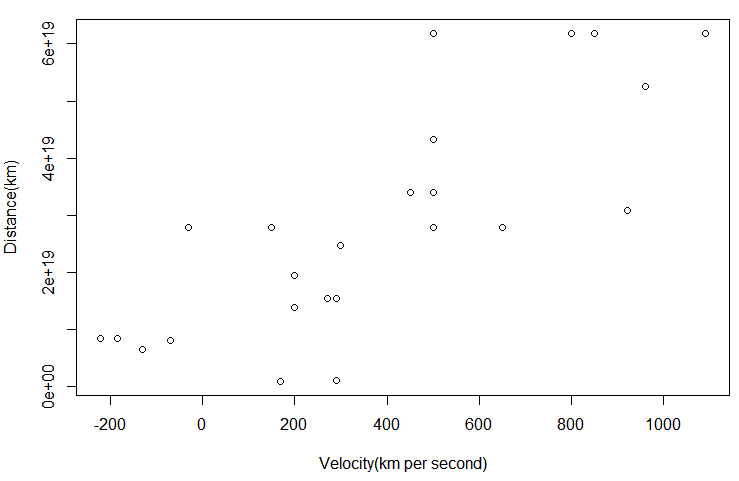 6e+19
4e+19
2e+19
0e+00
Distance(km)
-200 0 200 400 600 800 1000
Velocity(km per second)